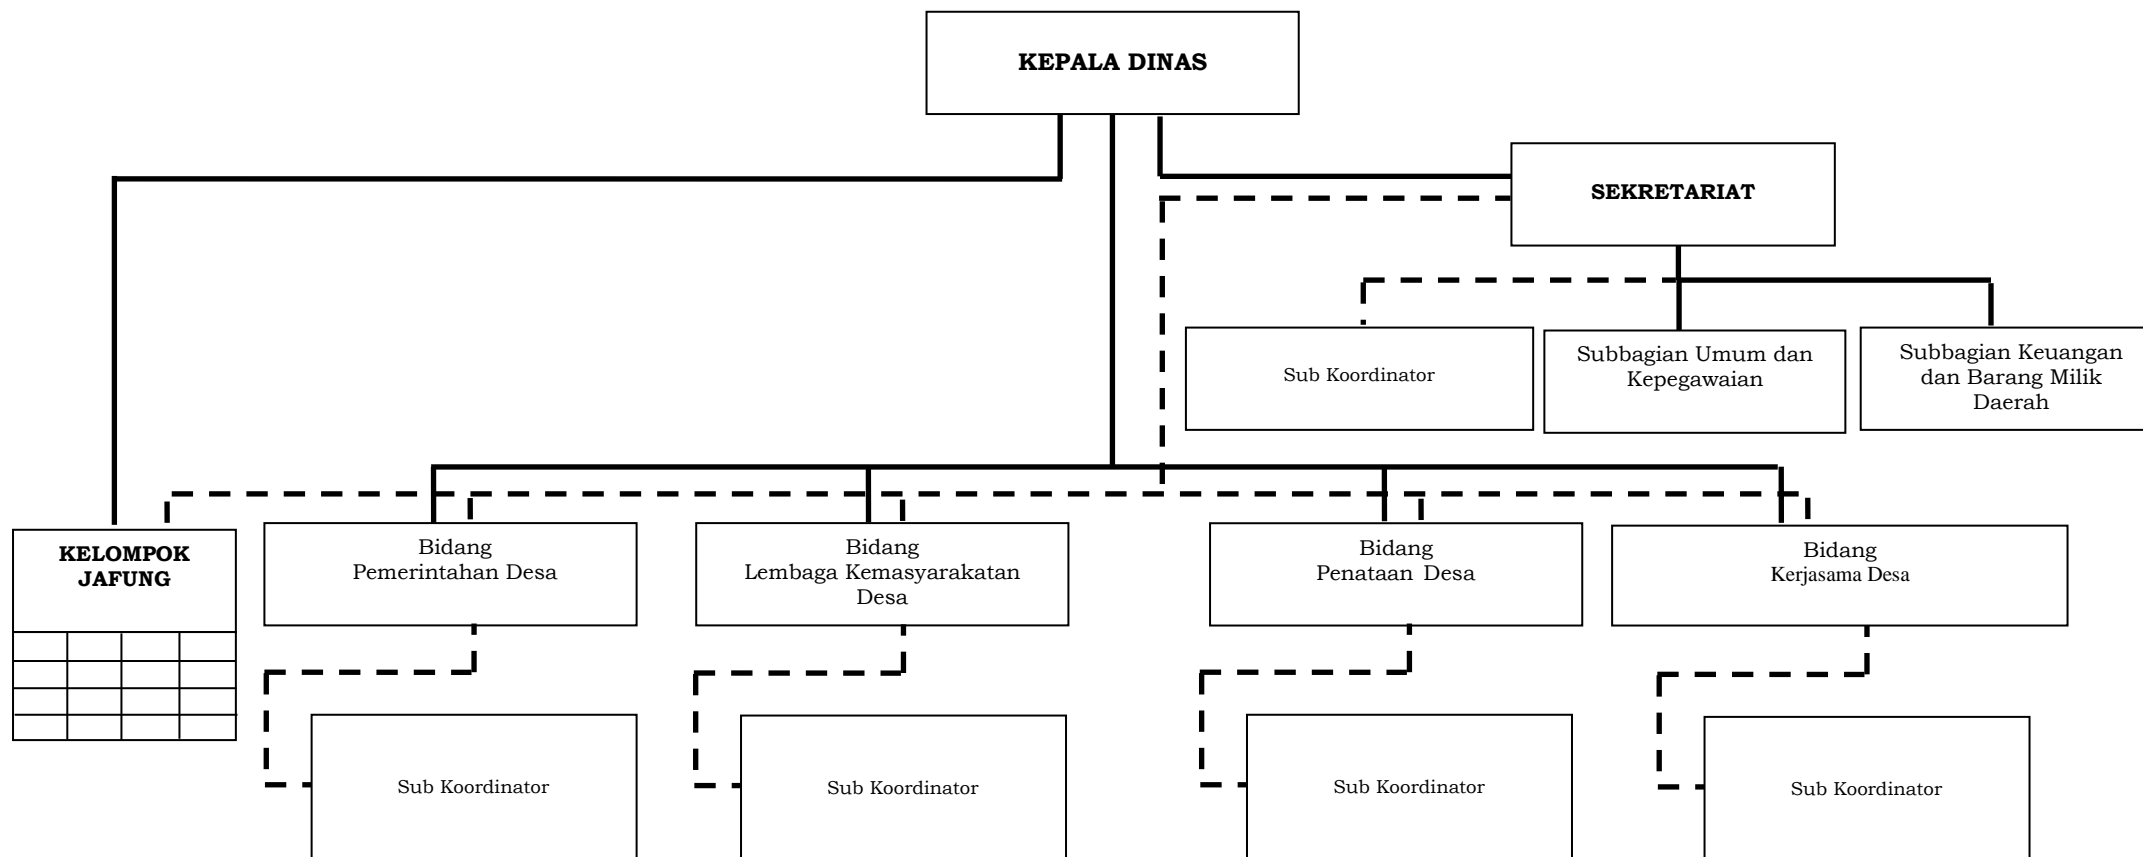 KEPALA DINAS
SEKRETARIAT
Sub Koordinator
Subbagian Umum dan
Kepegawaian
Subbagian Keuangan
dan Barang Milik
Daerah
KELOMPOK
JAFUNG
Bidang
Pemerintahan Desa
Bidang
Lembaga Kemasyarakatan
Desa
Bidang
Penataan Desa
Bidang
Kerjasama Desa
Sub Koordinator
Sub Koordinator
Sub Koordinator
Sub Koordinator